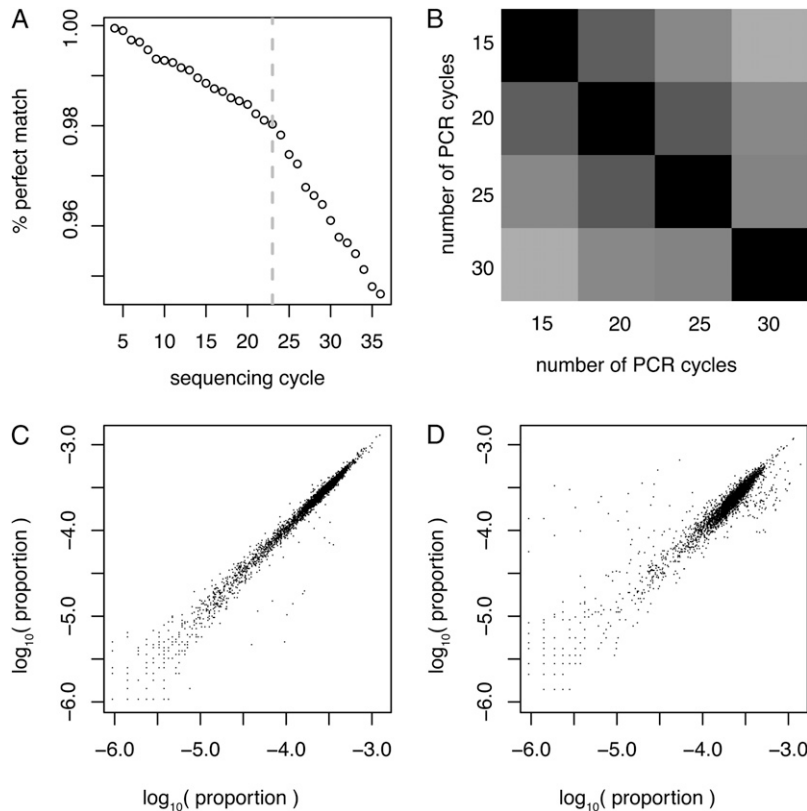 A
% perfect match
1.00
0.98
0.96
5 10 15 20 25 30 35
sequencing cycle
B
number of PCR cycles
15
20
25
30
15 20 25 30
number of PCR cycles
C
log10( proportion )
−3.0
−4.0
−5.0
−6.0
−6.0 −5.0 −4.0 −3.0
log10( proportion )
D
log10( proportion )
−3.0
−4.0
−5.0
−6.0
−6.0 −5.0 −4.0 −3.0
log10( proportion )